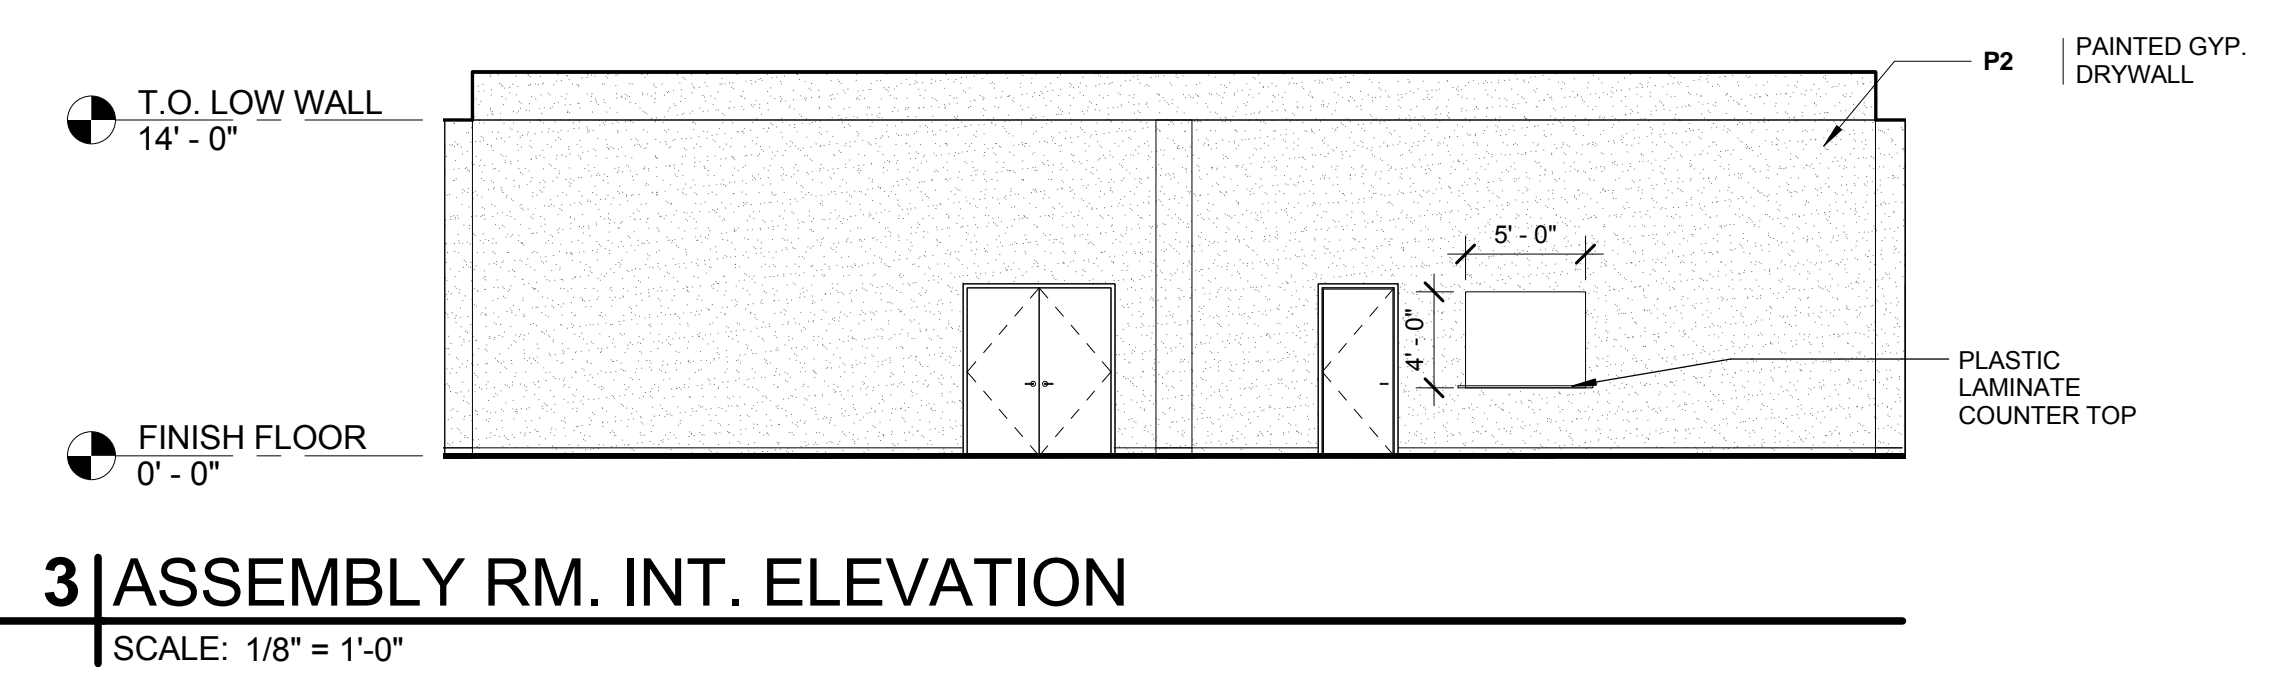 P2
PAINTED GYP.
DRYWALL
T.O. LOW WALL
14' - 0"
5' - 0"
4' - 0"
PLASTIC
LAMINATE
COUNTER TOP
FINISH FLOOR
0' - 0"
3
ASSEMBLY RM. INT. ELEVATION
SCALE: 1/8" = 1'-0"